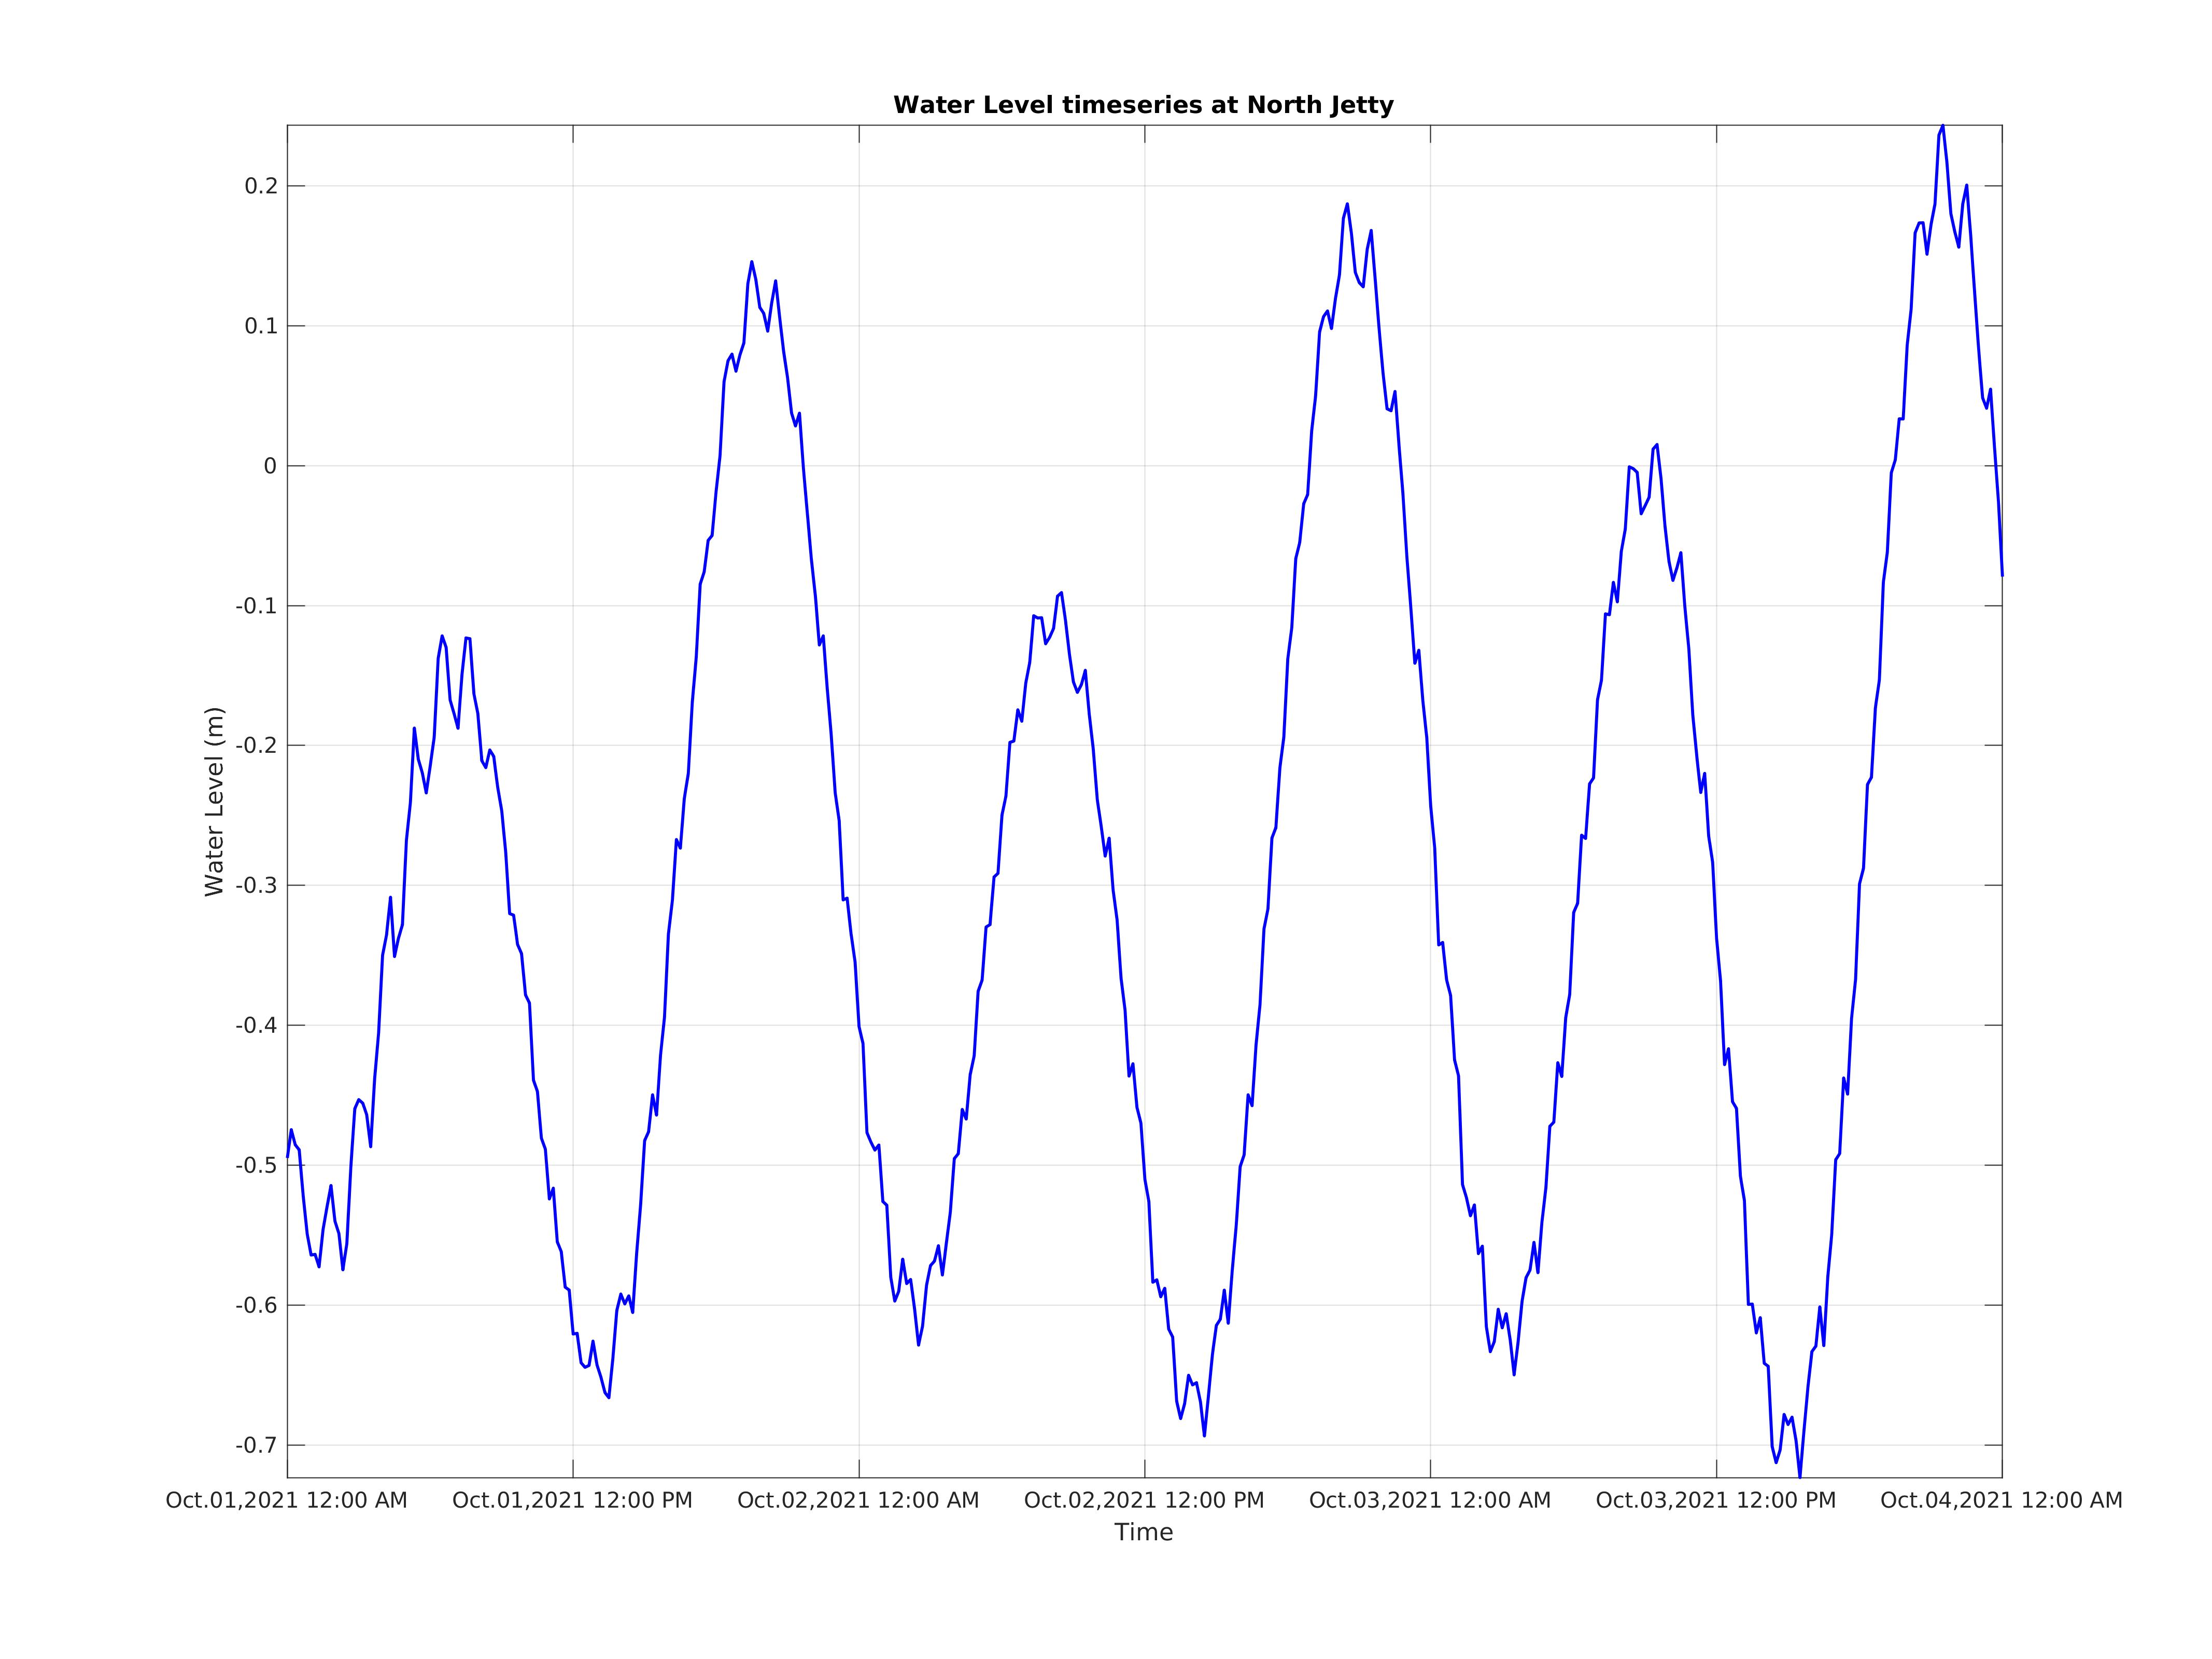 Water Level timeseries at North Jetty
0.2
0.1
0
-0.1
-0.2
-0.3
-0.4
-0.5
-0.6
-0.7
Water Level (m)
Oct.01,2021 12:00 AM
Oct.01,2021 12:00 PM
Oct.02,2021 12:00 AM
Oct.02,2021 12:00 PM
Oct.03,2021 12:00 AM
Oct.03,2021 12:00 PM
Oct.04,2021 12:00 AM
Time